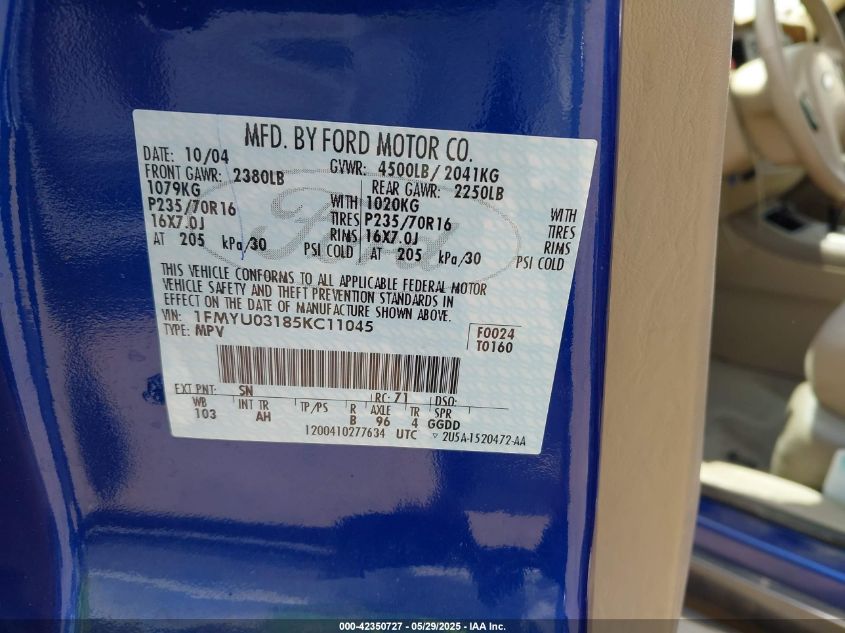 MFD. BY FORD MOTOR CO.
DATE: 10/04 GVWR: 4500LB/ 2041KG
FRONT GAWR: 2380LB REAR GAWR: 2250LB
1079KG WITH 1020KG WITH
P235/70R16 TIRES P235/70R16 TIRES
16X7.0J RIMS 16X7.0J RIMS
AT 205 kPa/30 PSI COLD AT 205 kPa/30 PSI COLD
THIS VEHICLE CONFORMS TO ALL APPLICABLE FEDERAL MOTOR
VEHICLE SAFETY AND THEFT PREVENTION STANDARDS IN
EFFECT ON THE DATE OF MANUFACTURE SHOWN ABOVE.
VIN: 1FMYU03185KC11045 F0024
TYPE: MPV T0160
EXT PNT: SN RC: 71 DSO:
WB INT TR TP/PS R AXLE TR SPR
103 AH B 96 4 GGDD
1200410277634 UTC ▽ 2U5A-1520472-AA
Ford
000-42350727 - 05/29/2025 - IAA Inc.